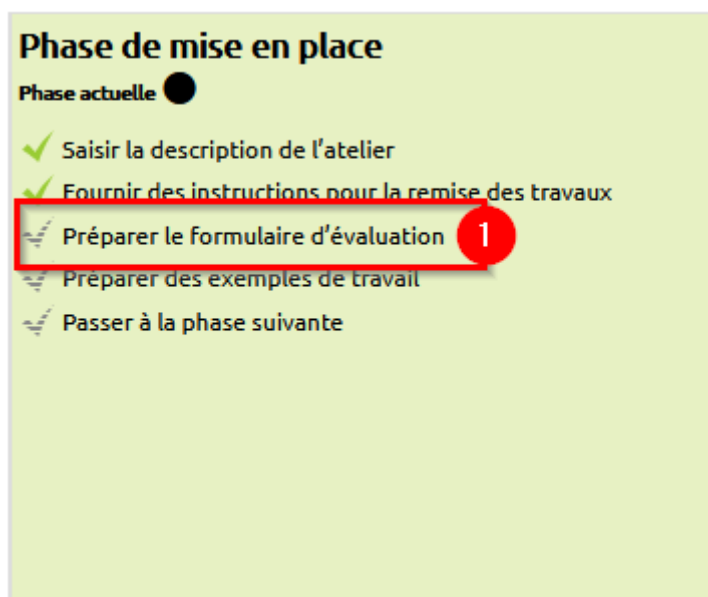 Phase de mise en place
Phase actuelle
Saisir la description de l'atelier
Fournir des instructions pour la remise des travaux
Préparer le formulaire d'évaluation 1
Préparer des exemples de travail
Passer à la phase suivante